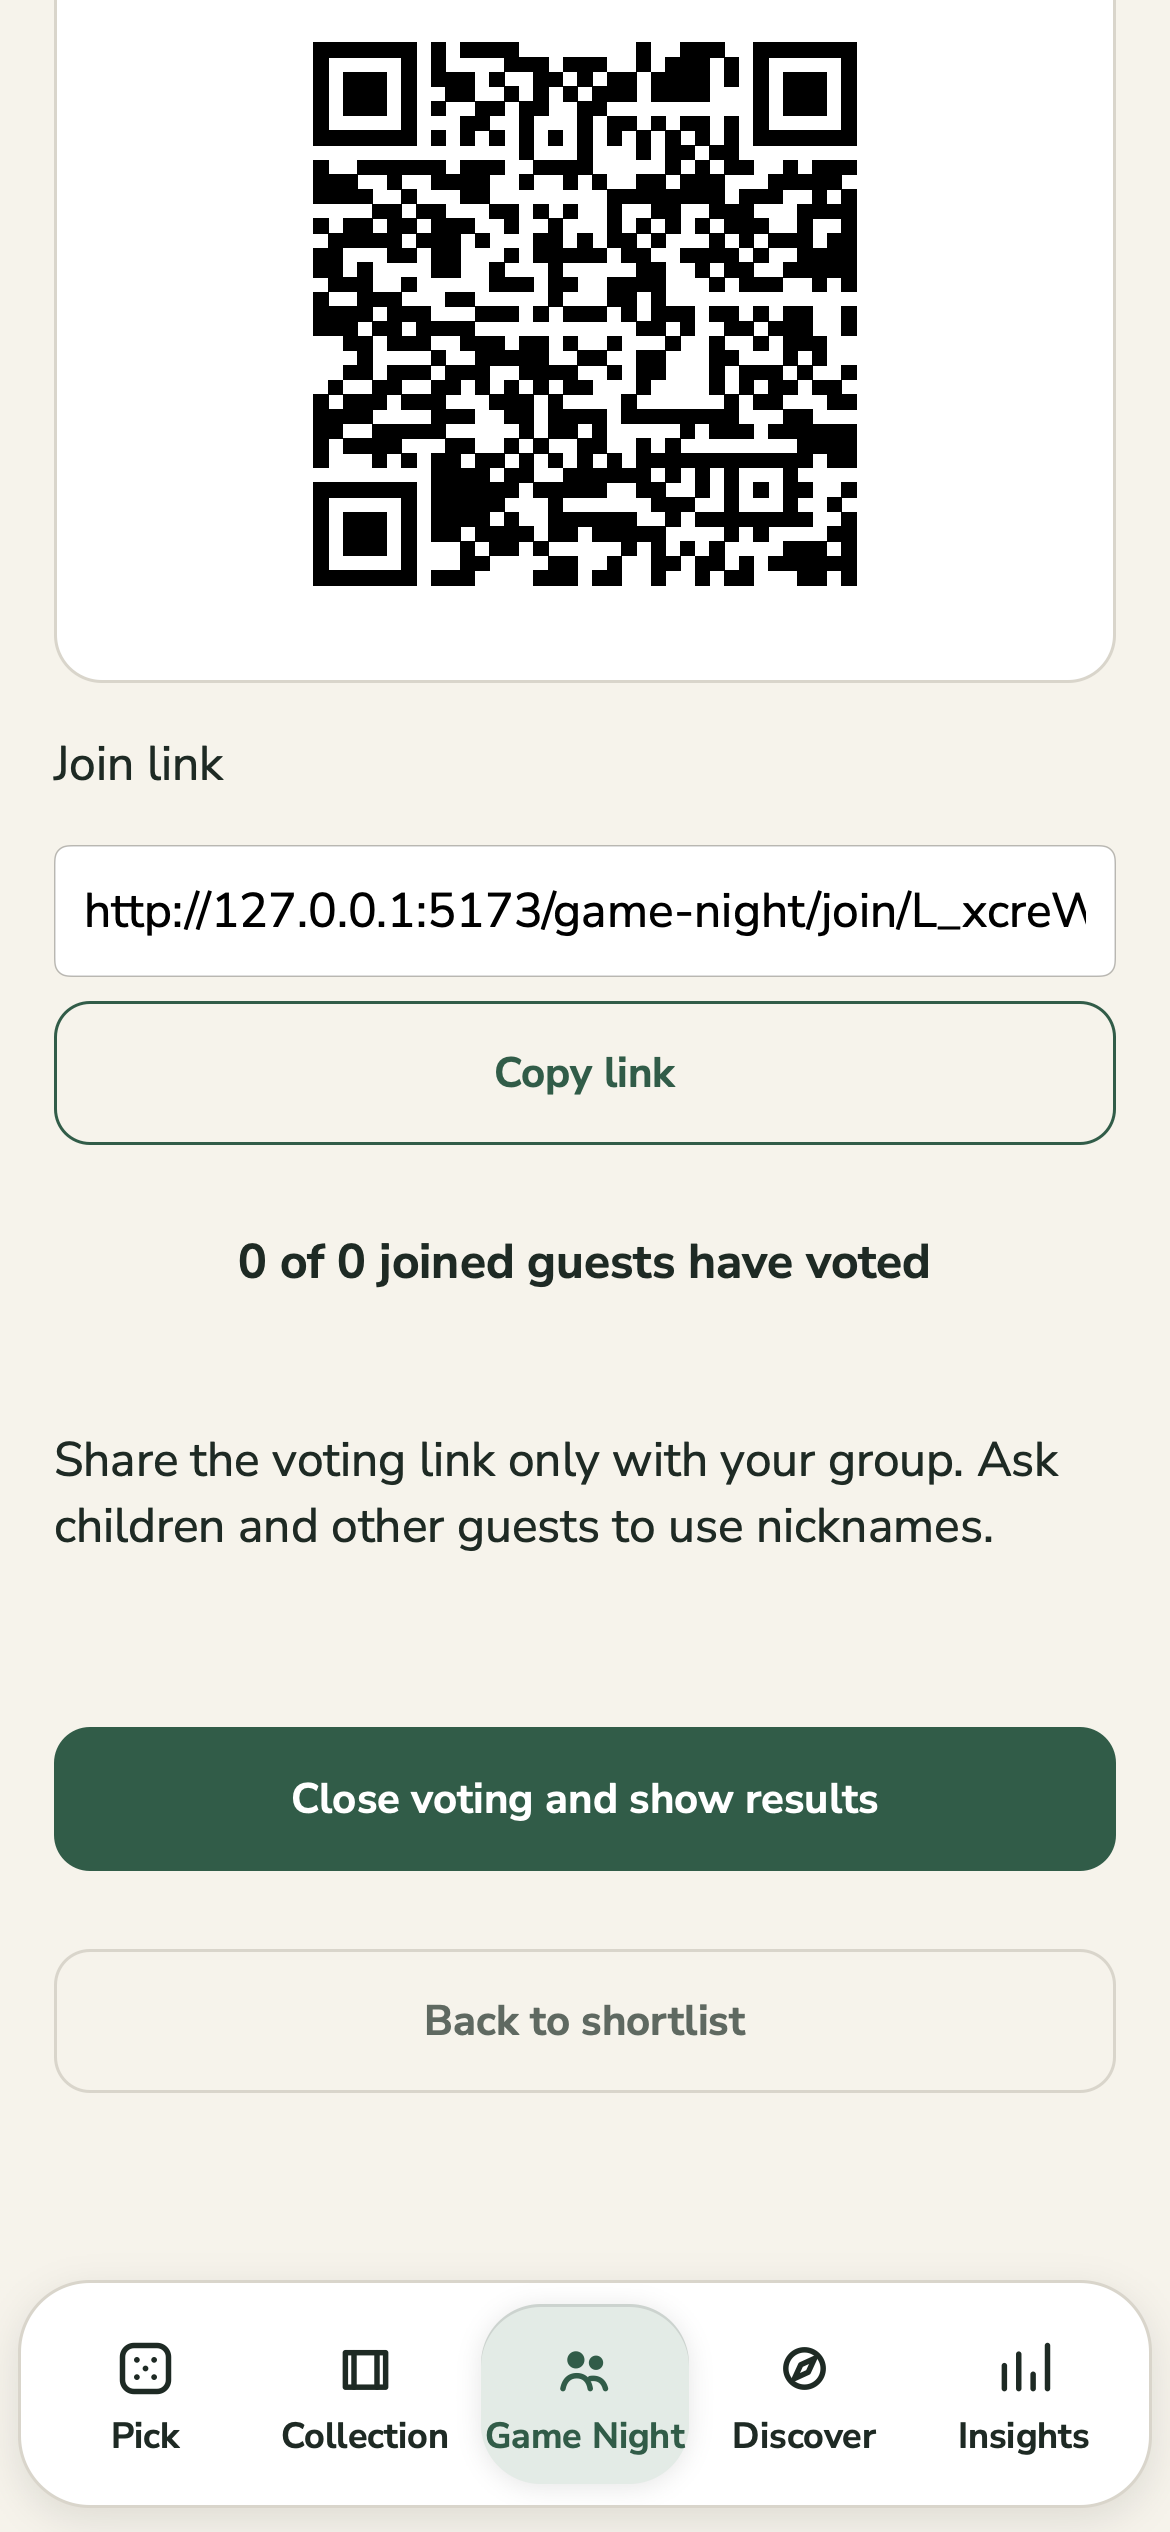 Join link
http://127.0.0.1:5173/game-night/join/L_xcreW
Copy link
0 of 0 joined guests have voted
Share the voting link only with your group. Ask
children and other guests to use nicknames.
Close voting and show results
Back to shortlist
Pick
Collection
Game Night
Discover
Insights